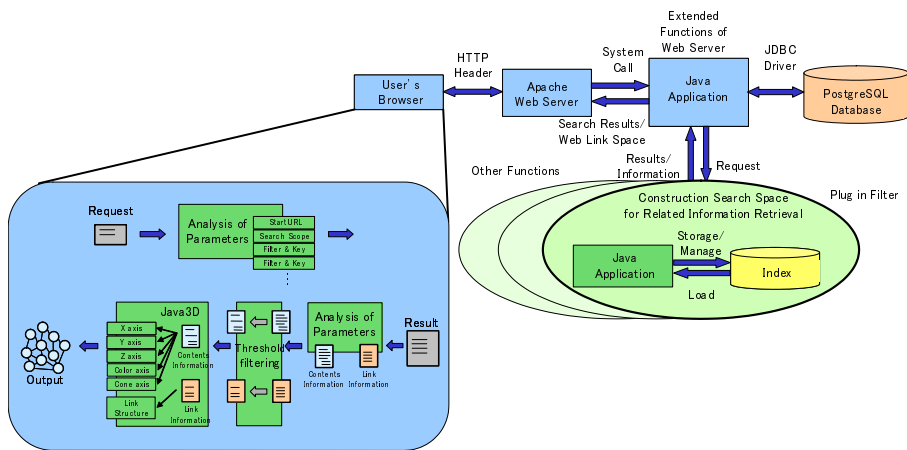 Extended
Functions of
Web Server
HTTP
Header
System
Call
JDBC
Driver
User's
Browser
Apache
Web Server
Java
Application
PostgreSQL
Database
Search Results/
Web Link Space
Results/
Information
Request
Other Functions
Plug in Filter
Construction Search Space
for Related Information Retrieval
Storage/
Manage
Java
Application
Index
Load
Request
Analysis of
Parameters
Start URL
Search Scope
Filter & Key
Filter & Key
Java3D
X axis
Y axis
Z axis
Color axis
Cone axis
Link
Structure
Contents
Information
Link
Information
Threshold
filtering
Analysis of
Parameters
Contents
Information
Link
Information
Result
Output